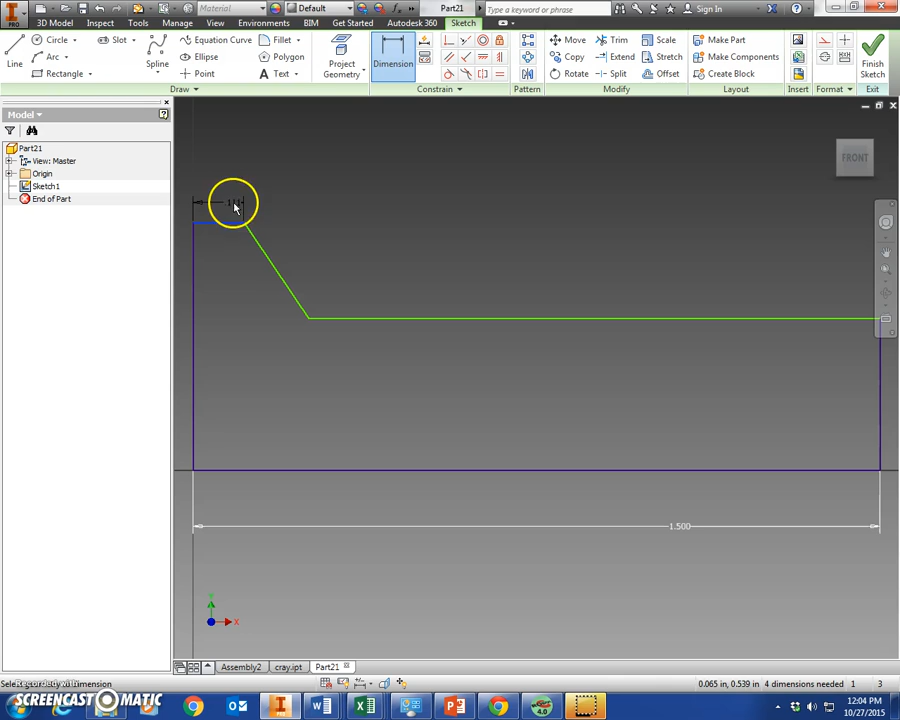 Material
Default
Part21
Type a keyword or phrase
Sign In
PRO
3D Model
Inspect
Tools
Manage
View
Environments
BIM
Get Started
Autodesk 360
Sketch
Line
Circle
Arc
Rectangle
Slot
Spline
Equation Curve
Ellipse
Point
Fillet
Polygon
Text
Project
Geometry
Dimension
Move
Copy
Rotate
Trim
Extend
Split
Scale
Stretch
Offset
Make Part
Make Components
Create Block
Finish
Sketch
Draw
Constrain
Pattern
Modify
Layout
Insert
Format
Exit
Model
Part21
View: Master
Origin
Sketch1
End of Part
FRONT
1.500
Y
X
Assembly2
cray.ipt
Part21
Recorded with
SCREENCAST
MATIC
0.065 in, 0.539 in
4 dimensions needed
1
3
4.0
12:04 PM
10/27/2015